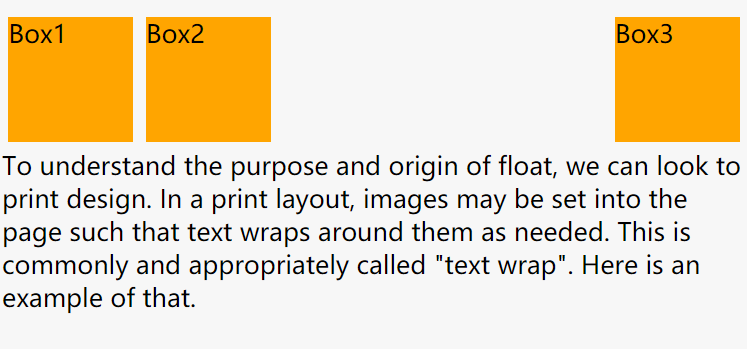 Box1 Box2 Box3
To understand the purpose and origin of float, we can look to
print design. In a print layout, images may be set into the
page such that text wraps around them as needed. This is
commonly and appropriately called "text wrap". Here is an
example of that.